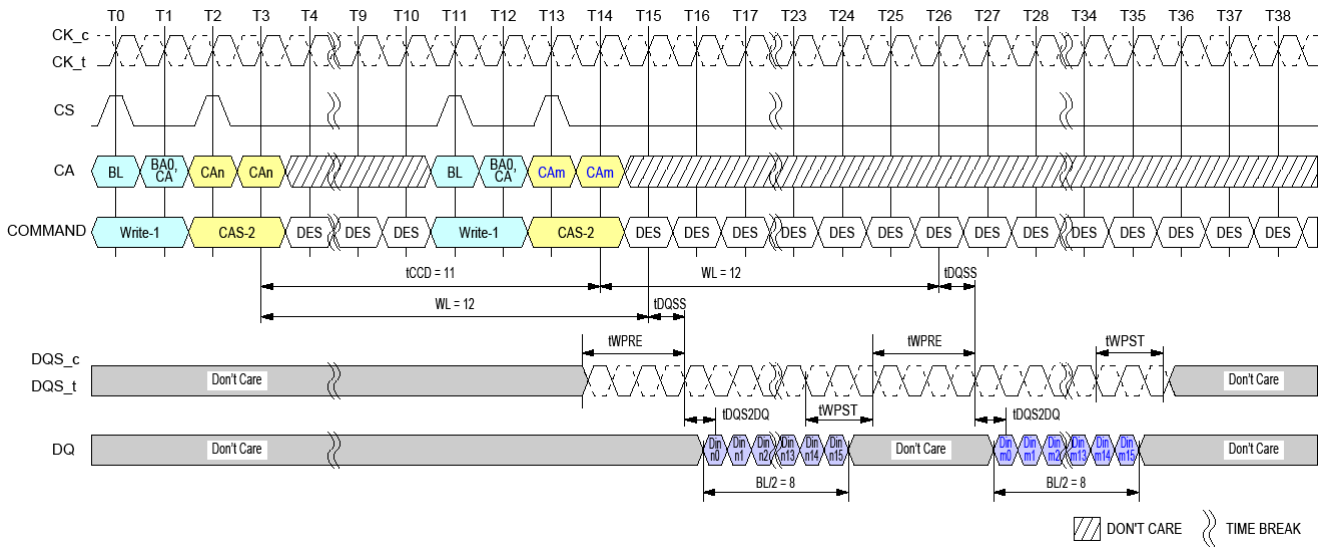 T0 T1 T2 T3 T4 T9 T10 T11 T12 T13 T14 T15 T16 T17 T23 T24 T25 T26 T27 T28 T34 T35 T36 T37 T38
CK_c
CK_t
CS
CA BL BA0, CA CAn CAn BL BA0, CA CAm CAm
COMMAND Write-1 CAS-2 DES DES DES Write-1 CAS-2 DES DES DES DES DES DES DES DES DES DES DES DES DES DES
tCCD = 11 WL = 12 tDQSS
WL = 12 tDQSS
tWPRE tWPRE tWPST
DQS_c
DQS_t Don't Care Don't Care
tDQS2DQ tWPST tDQS2DQ
DQ Don't Care Din n0 Din n1 Din n2 Din n13 Din n14 Din n15 Don't Care Din m0 Din m1 Din m2 Din m13 Din m14 Din m15 Don't Care
BL/2 = 8 BL/2 = 8
DON'T CARE TIME BREAK